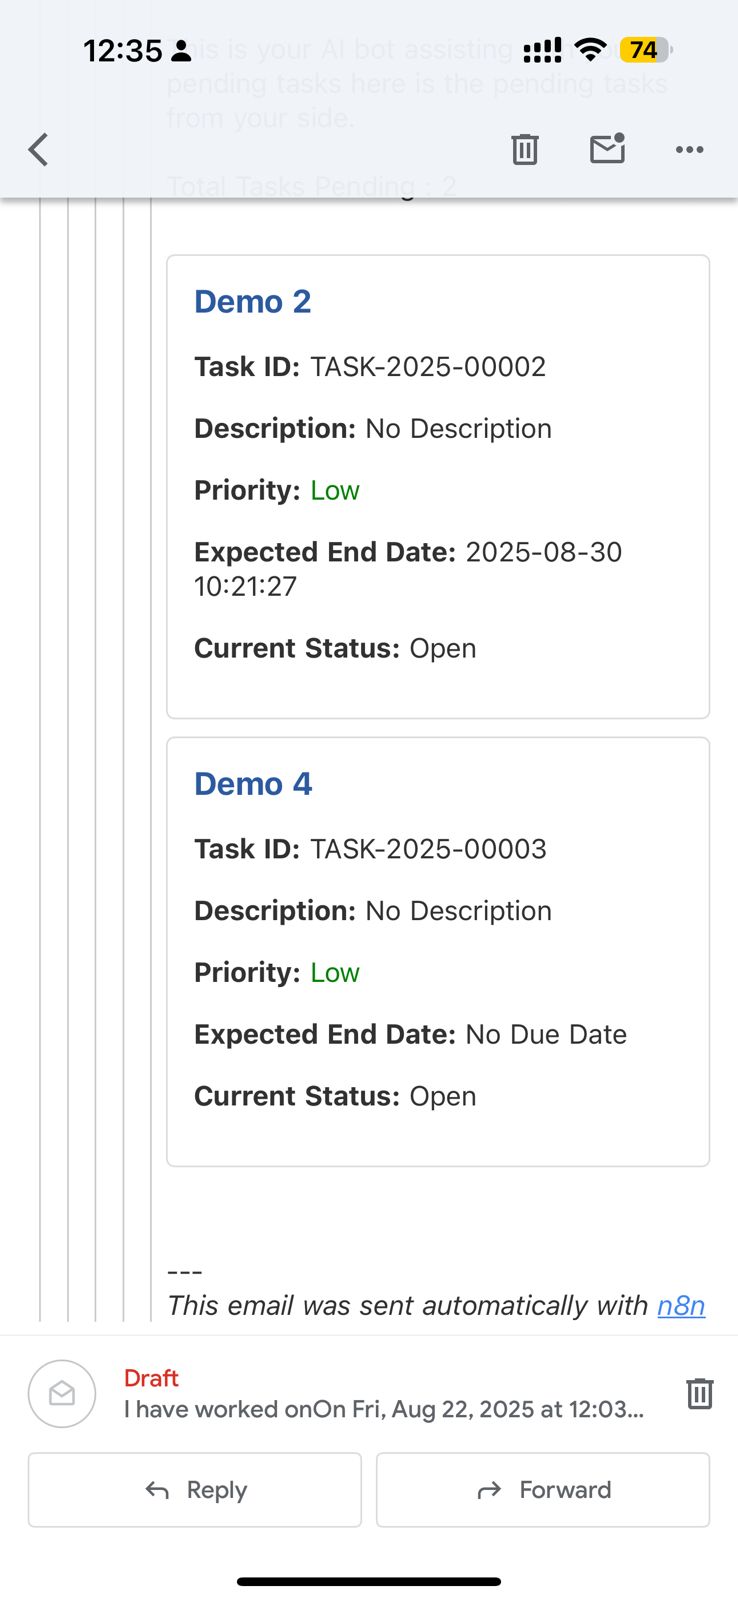 12:35
74
This is your AI bot assisting
pending tasks here is the pending tasks
from your side.
Total Tasks Pending : 2
Demo 2
Task ID: TASK-2025-00002
Description: No Description
Priority: Low
Expected End Date: 2025-08-30
10:21:27
Current Status: Open
Demo 4
Task ID: TASK-2025-00003
Description: No Description
Priority: Low
Expected End Date: No Due Date
Current Status: Open
---
This email was sent automatically with n8n
Draft
I have worked onOn Fri, Aug 22, 2025 at 12:03...
Reply
Forward